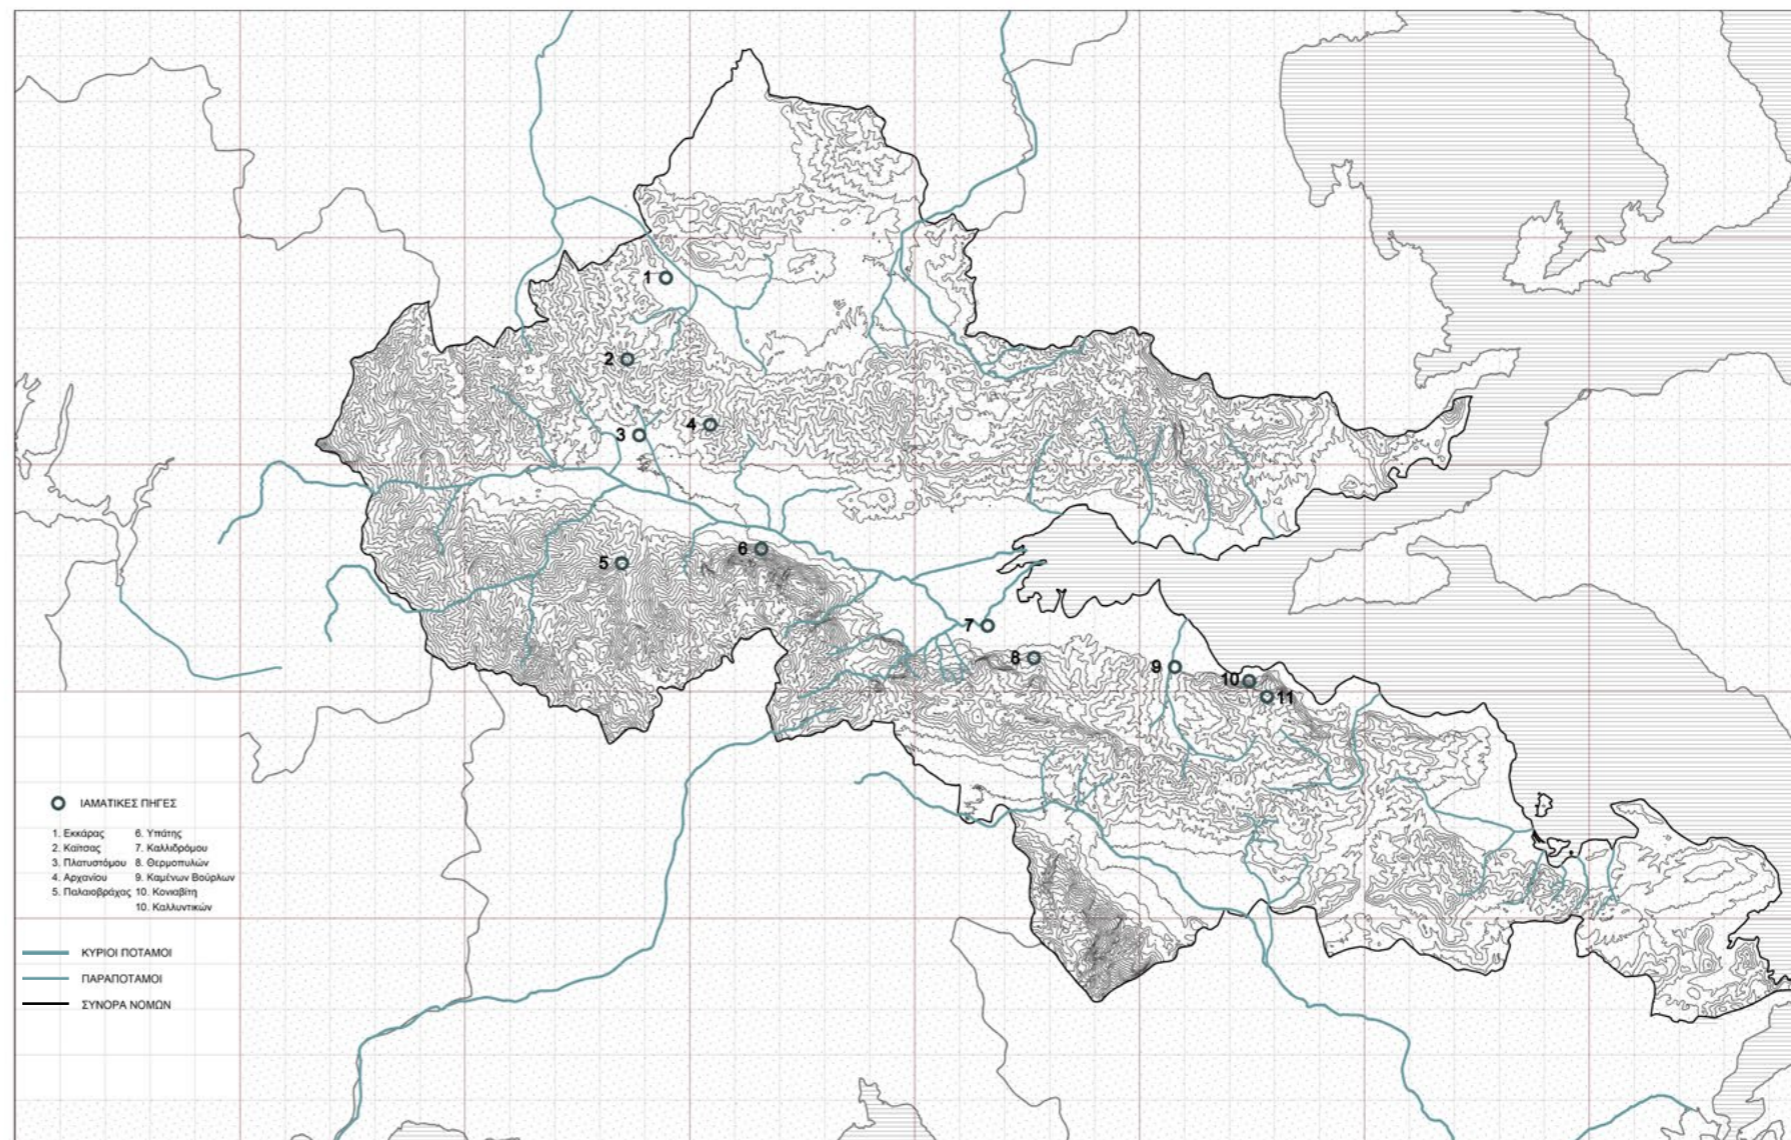 1
2
3
4
5
6
7
8
9
10
11
ΙΑΜΑΤΙΚΕΣ ΠΗΓΕΣ
1. Εκκάρας 6. Υπάτης
2. Καϊτσας 7. Καλλιδρόμου
3. Πλατυστόμου 8. Θερμοπυλών
4. Αρχανίου 9. Καμένων Βούρλων
5. Παλαιοβράχας 10. Κονιαβίτη
10. Καλλυντικών
ΚΥΡΙΟΙ ΠΟΤΑΜΟΙ
ΠΑΡΑΠΟΤΑΜΟΙ
ΣΥΝΟΡΑ ΝΟΜΩΝ